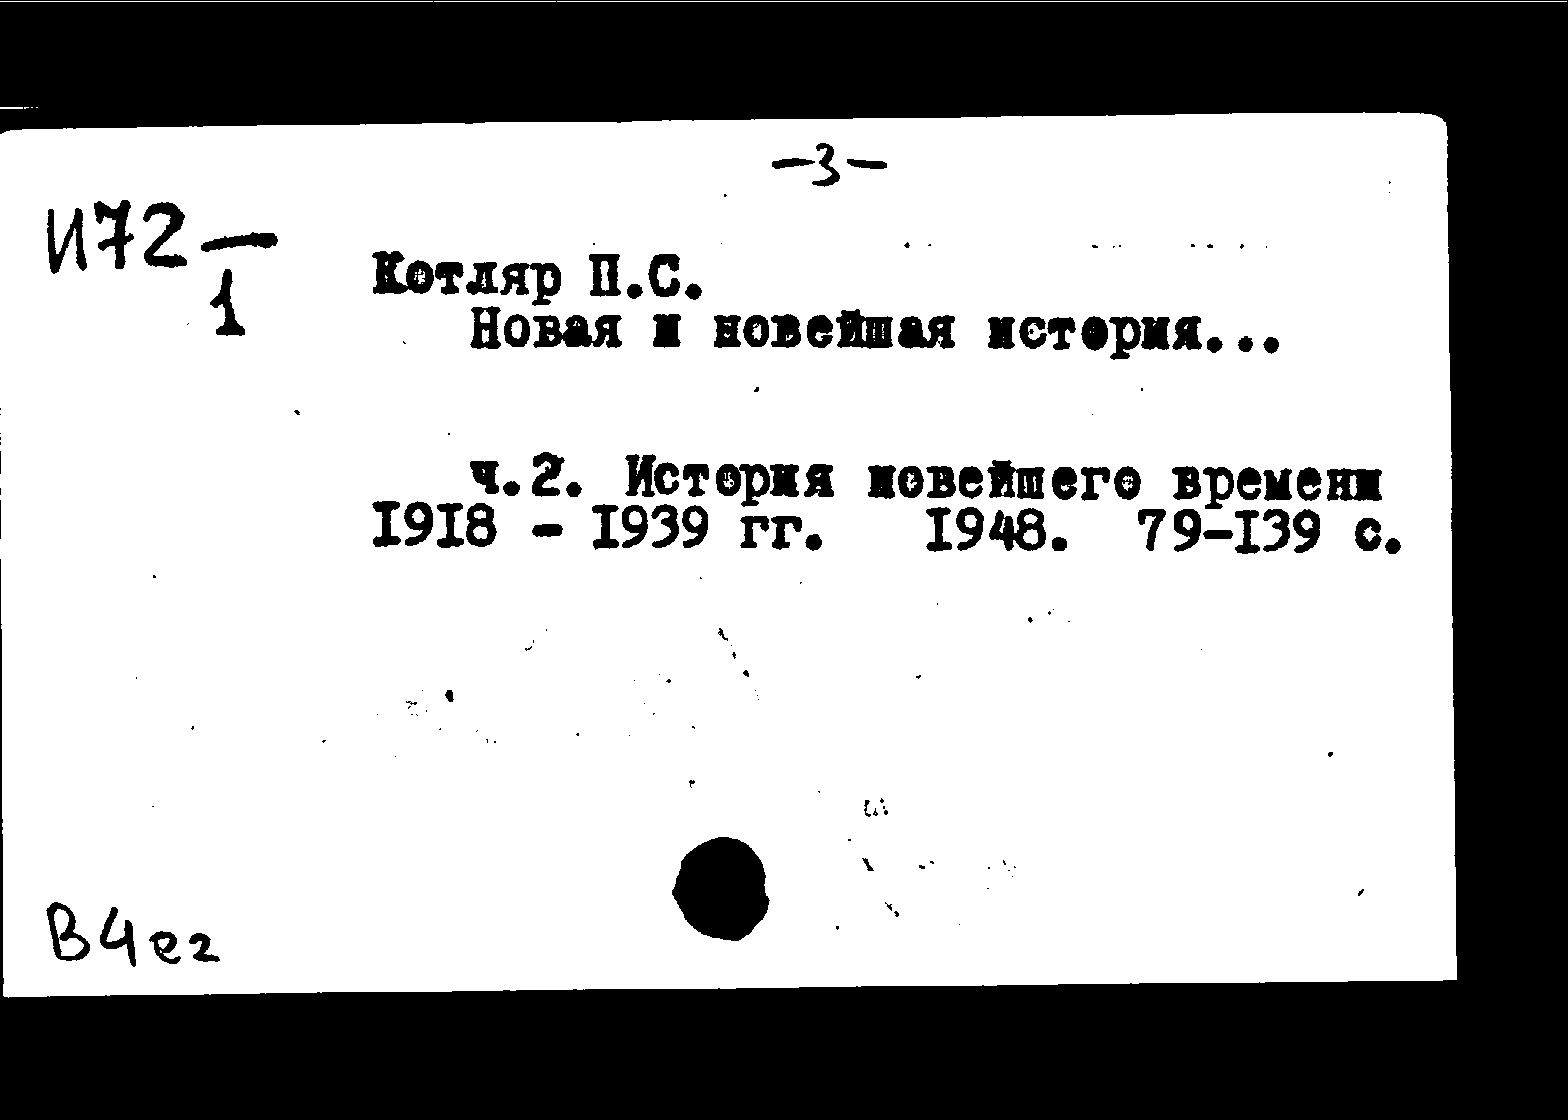 -3-
И72-
1
Котляр П.С.
Новая и новейшая история...
ч.2. История новейшего времени
1918 - 1939 гг. 1948. 79-139 с.
В4е2